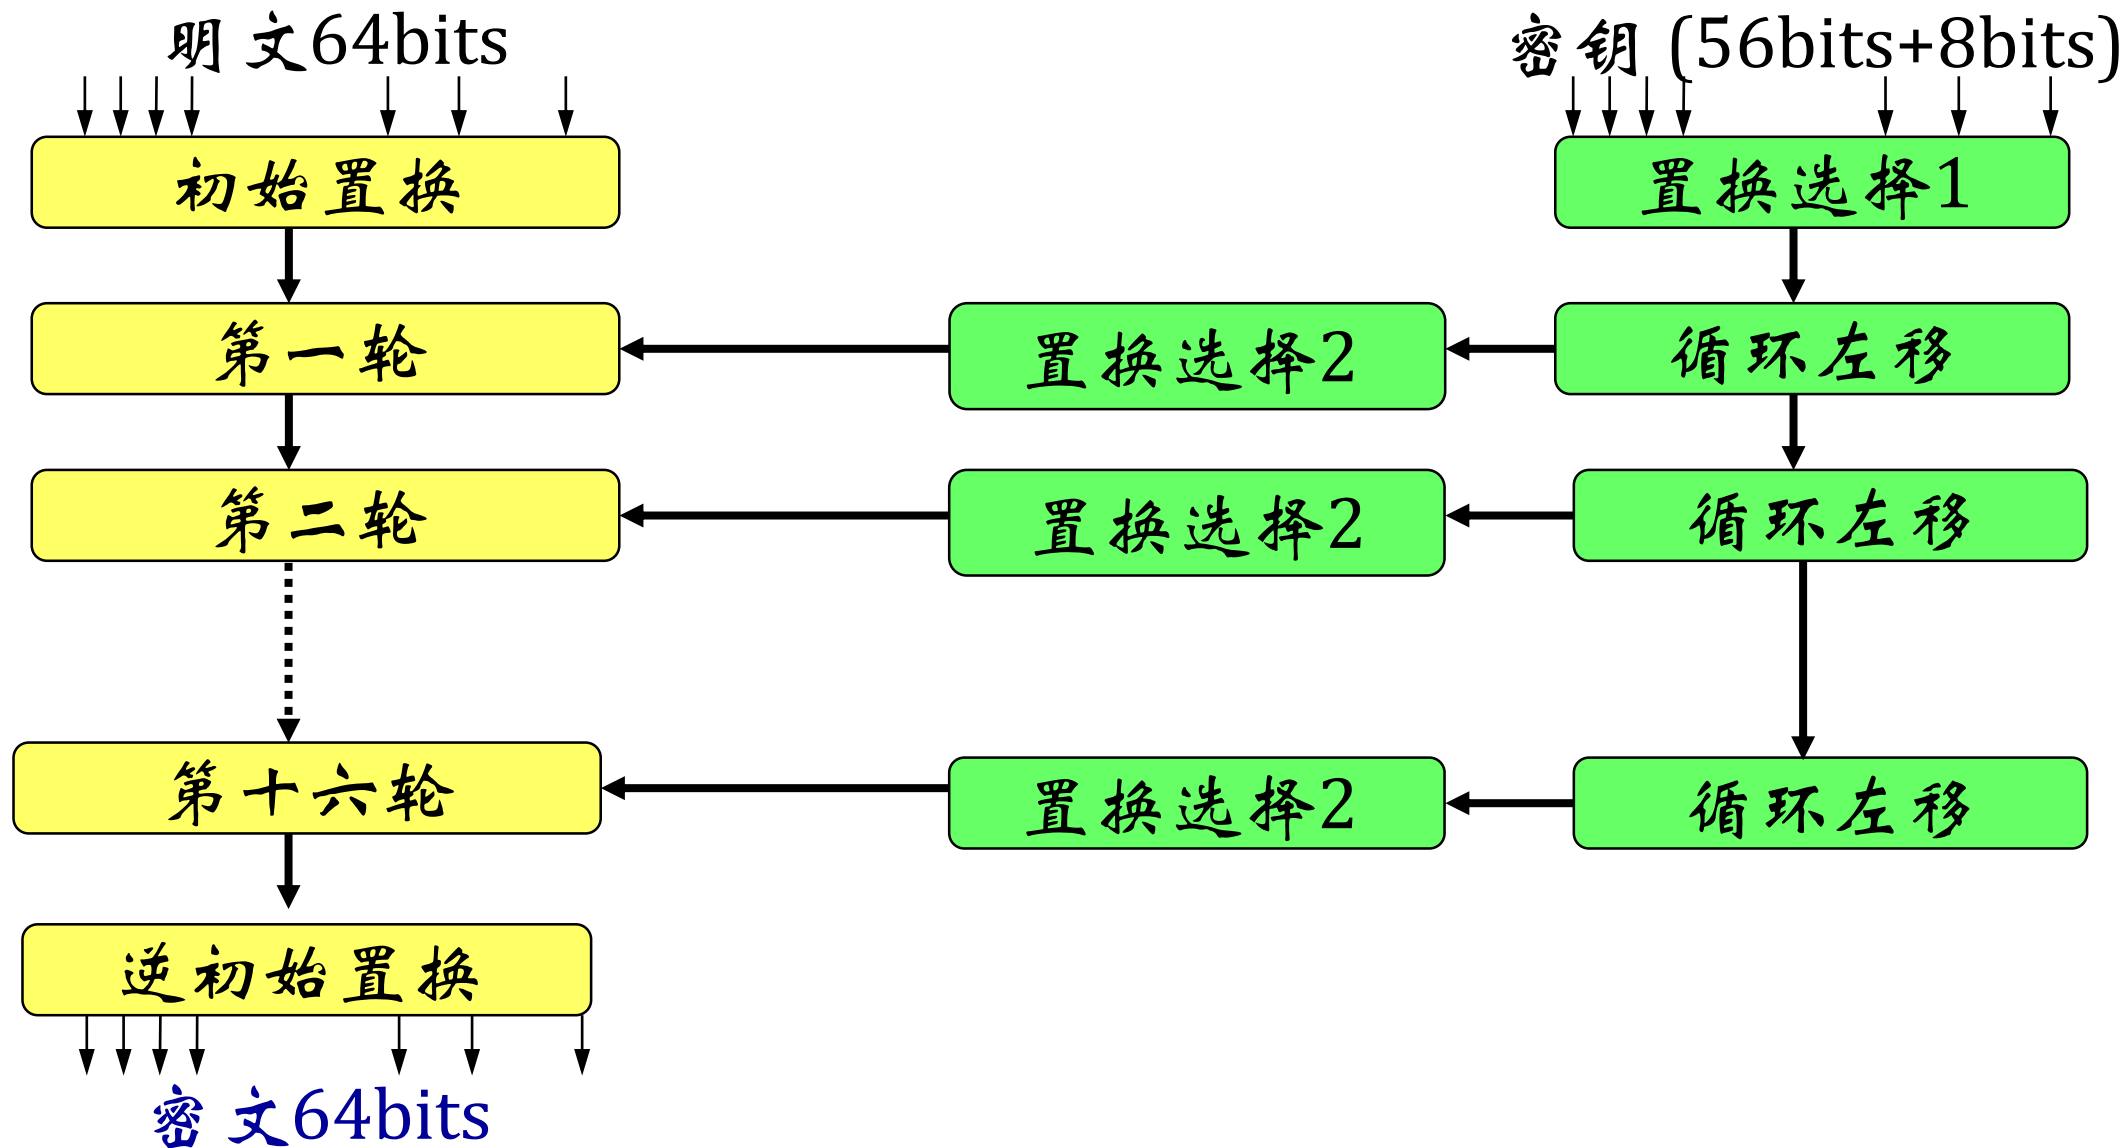 明文64bits
密钥 (56bits+8bits)
初始置换
置换选择1
第一轮
置换选择2
循环左移
第二轮
置换选择2
循环左移
第十六轮
置换选择2
循环左移
逆初始置换
密文64bits